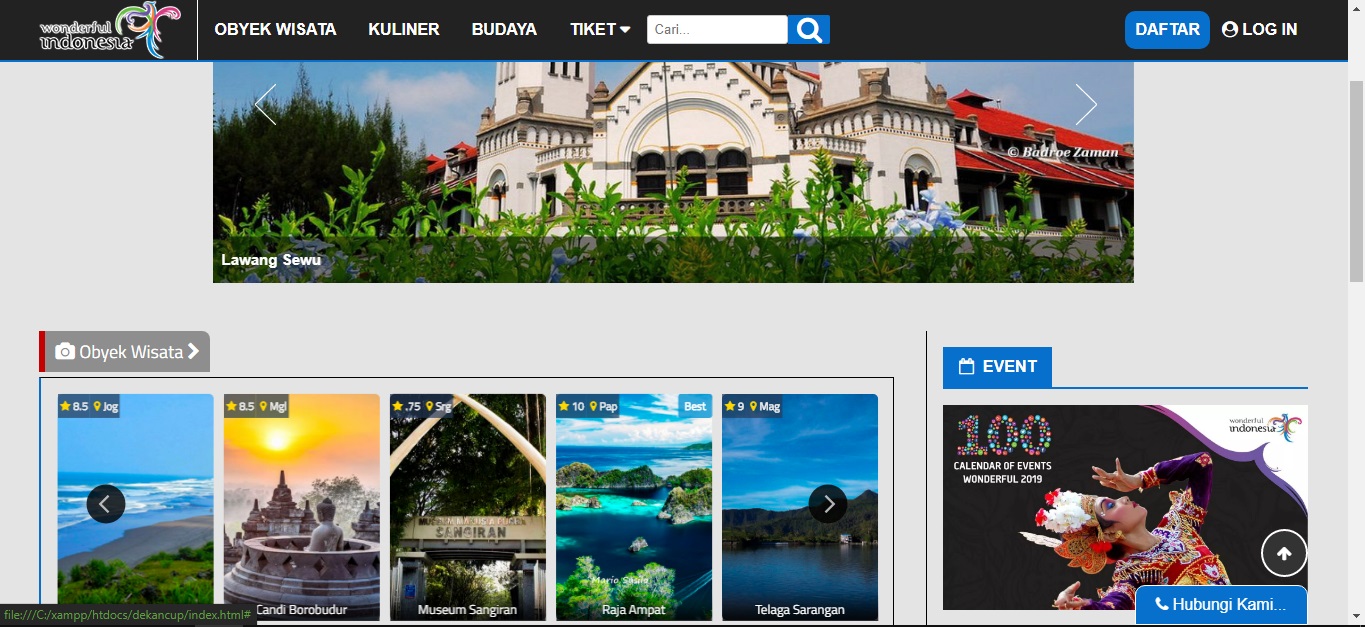 wonderful
indonesia
OBYEK WISATA KULINER BUDAYA TIKET Cari... DAFTAR LOG IN
© Badroe Zaman
Lawang Sewu
Obyek Wisata
EVENT
8.5 Jog
8.5 Mgl
.75 Srg
10 Pap Best
9 Mag
SANGIRAN
Mario Sasia
Candi Borobudur
Museum Sangiran
Raja Ampat
Telaga Sarangan
100
CALENDAR OF EVENTS
WONDERFUL 2019
wonderful
indonesia
Hubungi Kami...
file:///C:/xampp/htdocs/dekancup/index.html#